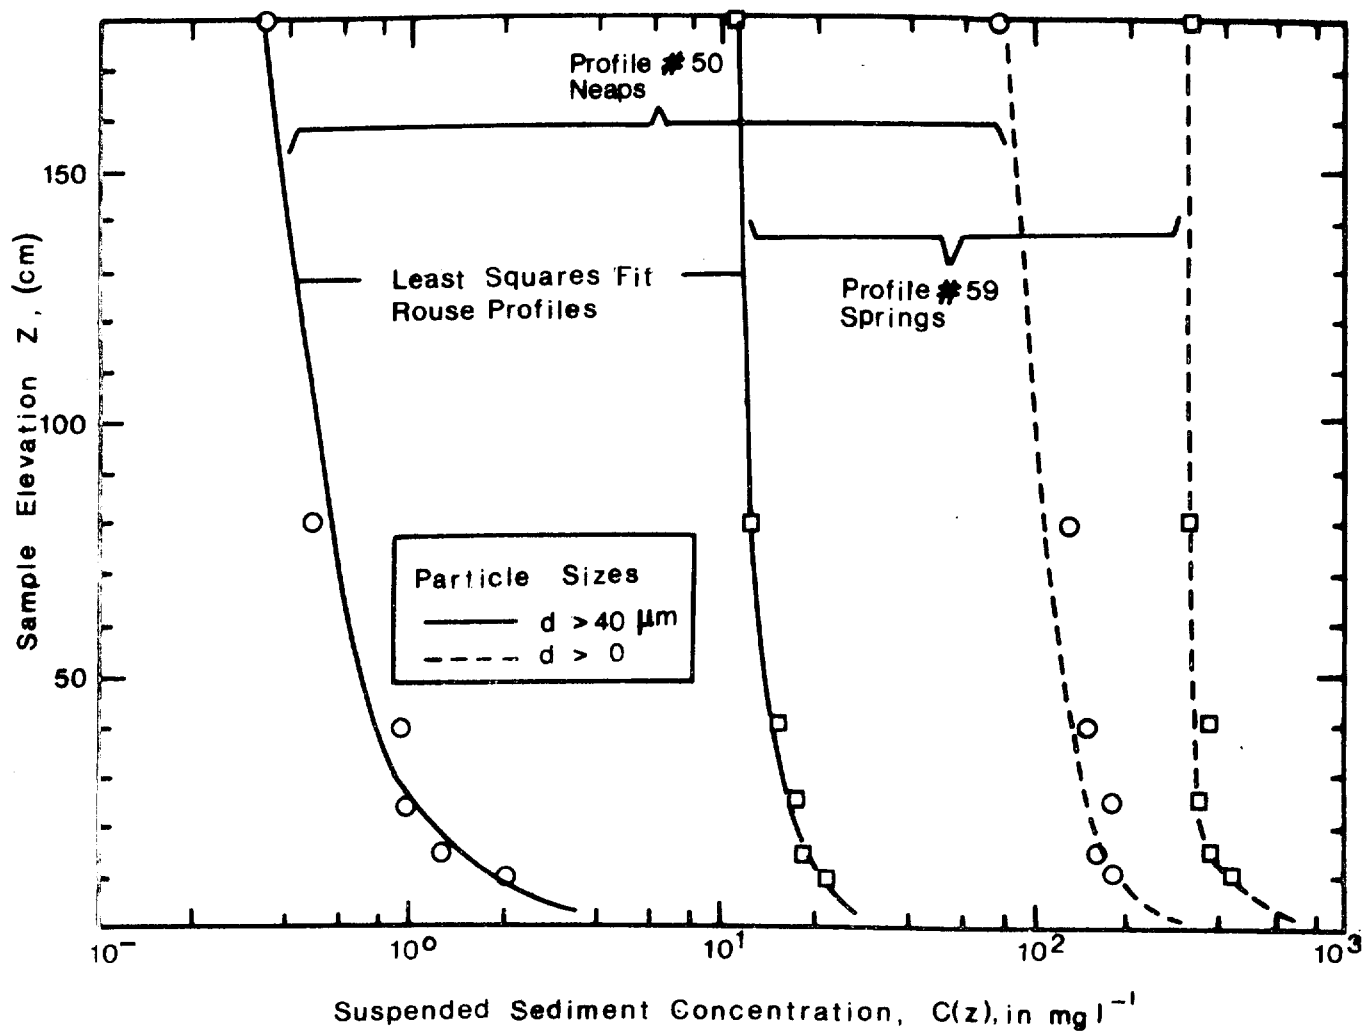 Profile # 50
Neaps
150
Least Squares Fit
Rouse Profiles
Profile # 59
Springs
100
Sample Elevation Z, (cm)
Particle Sizes
d > 40 μm
d > 0
50
10⁻
10⁰
10¹
10²
10³
Suspended Sediment Concentration, C(z), in mg l⁻¹